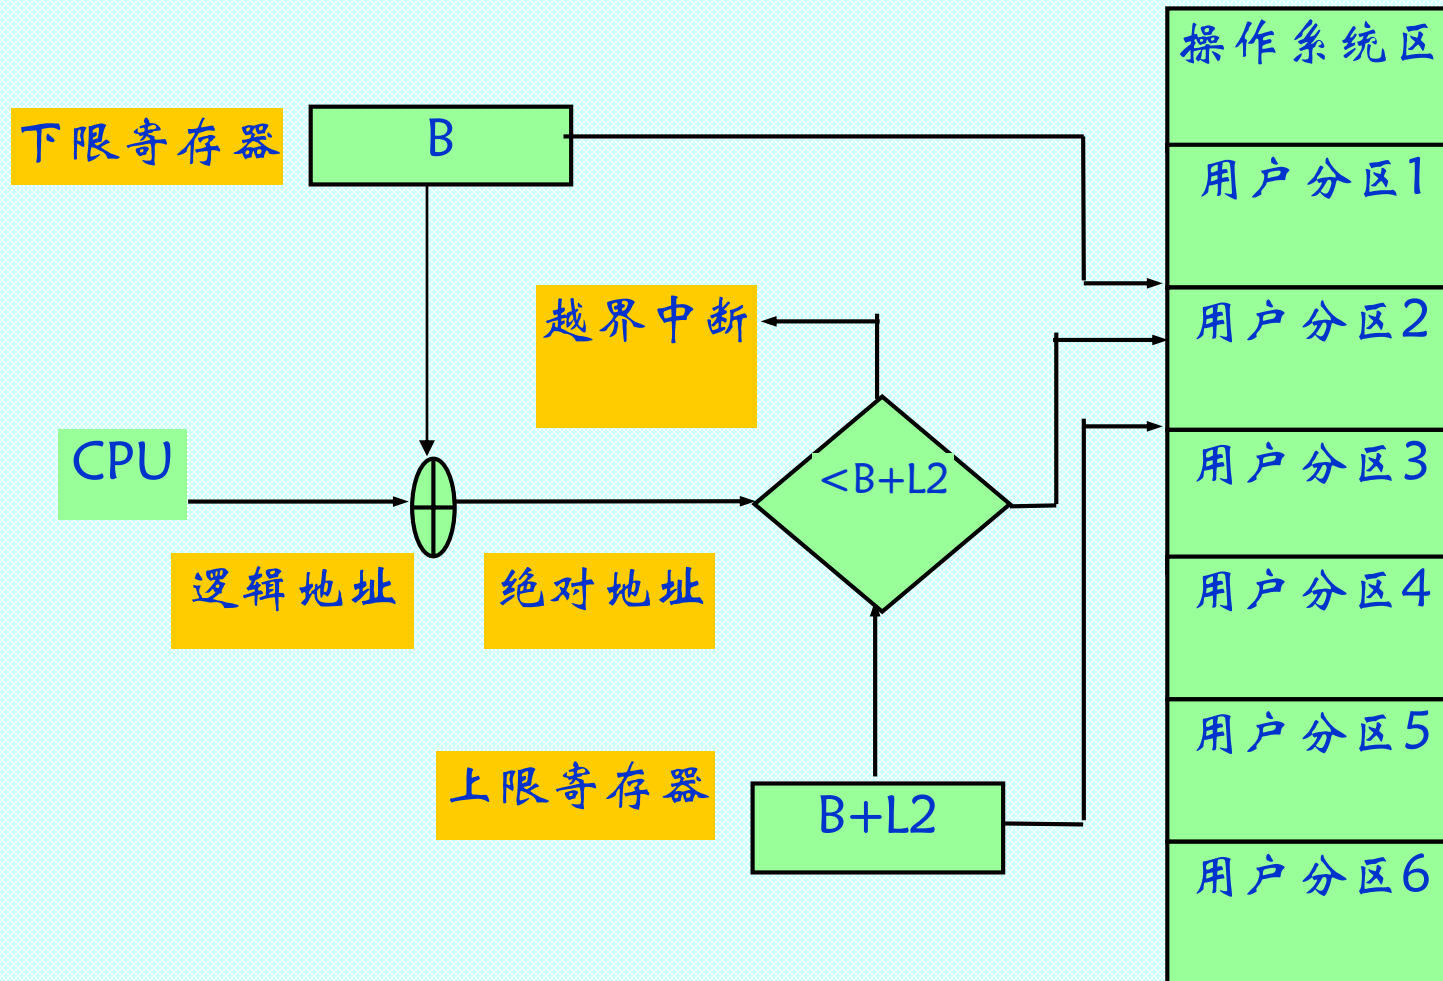 操作系统区
下限寄存器
B
用户分区1
越界中断
用户分区2
CPU
<B+L2
用户分区3
逻辑地址
绝对地址
用户分区4
上限寄存器
B+L2
用户分区5
用户分区6